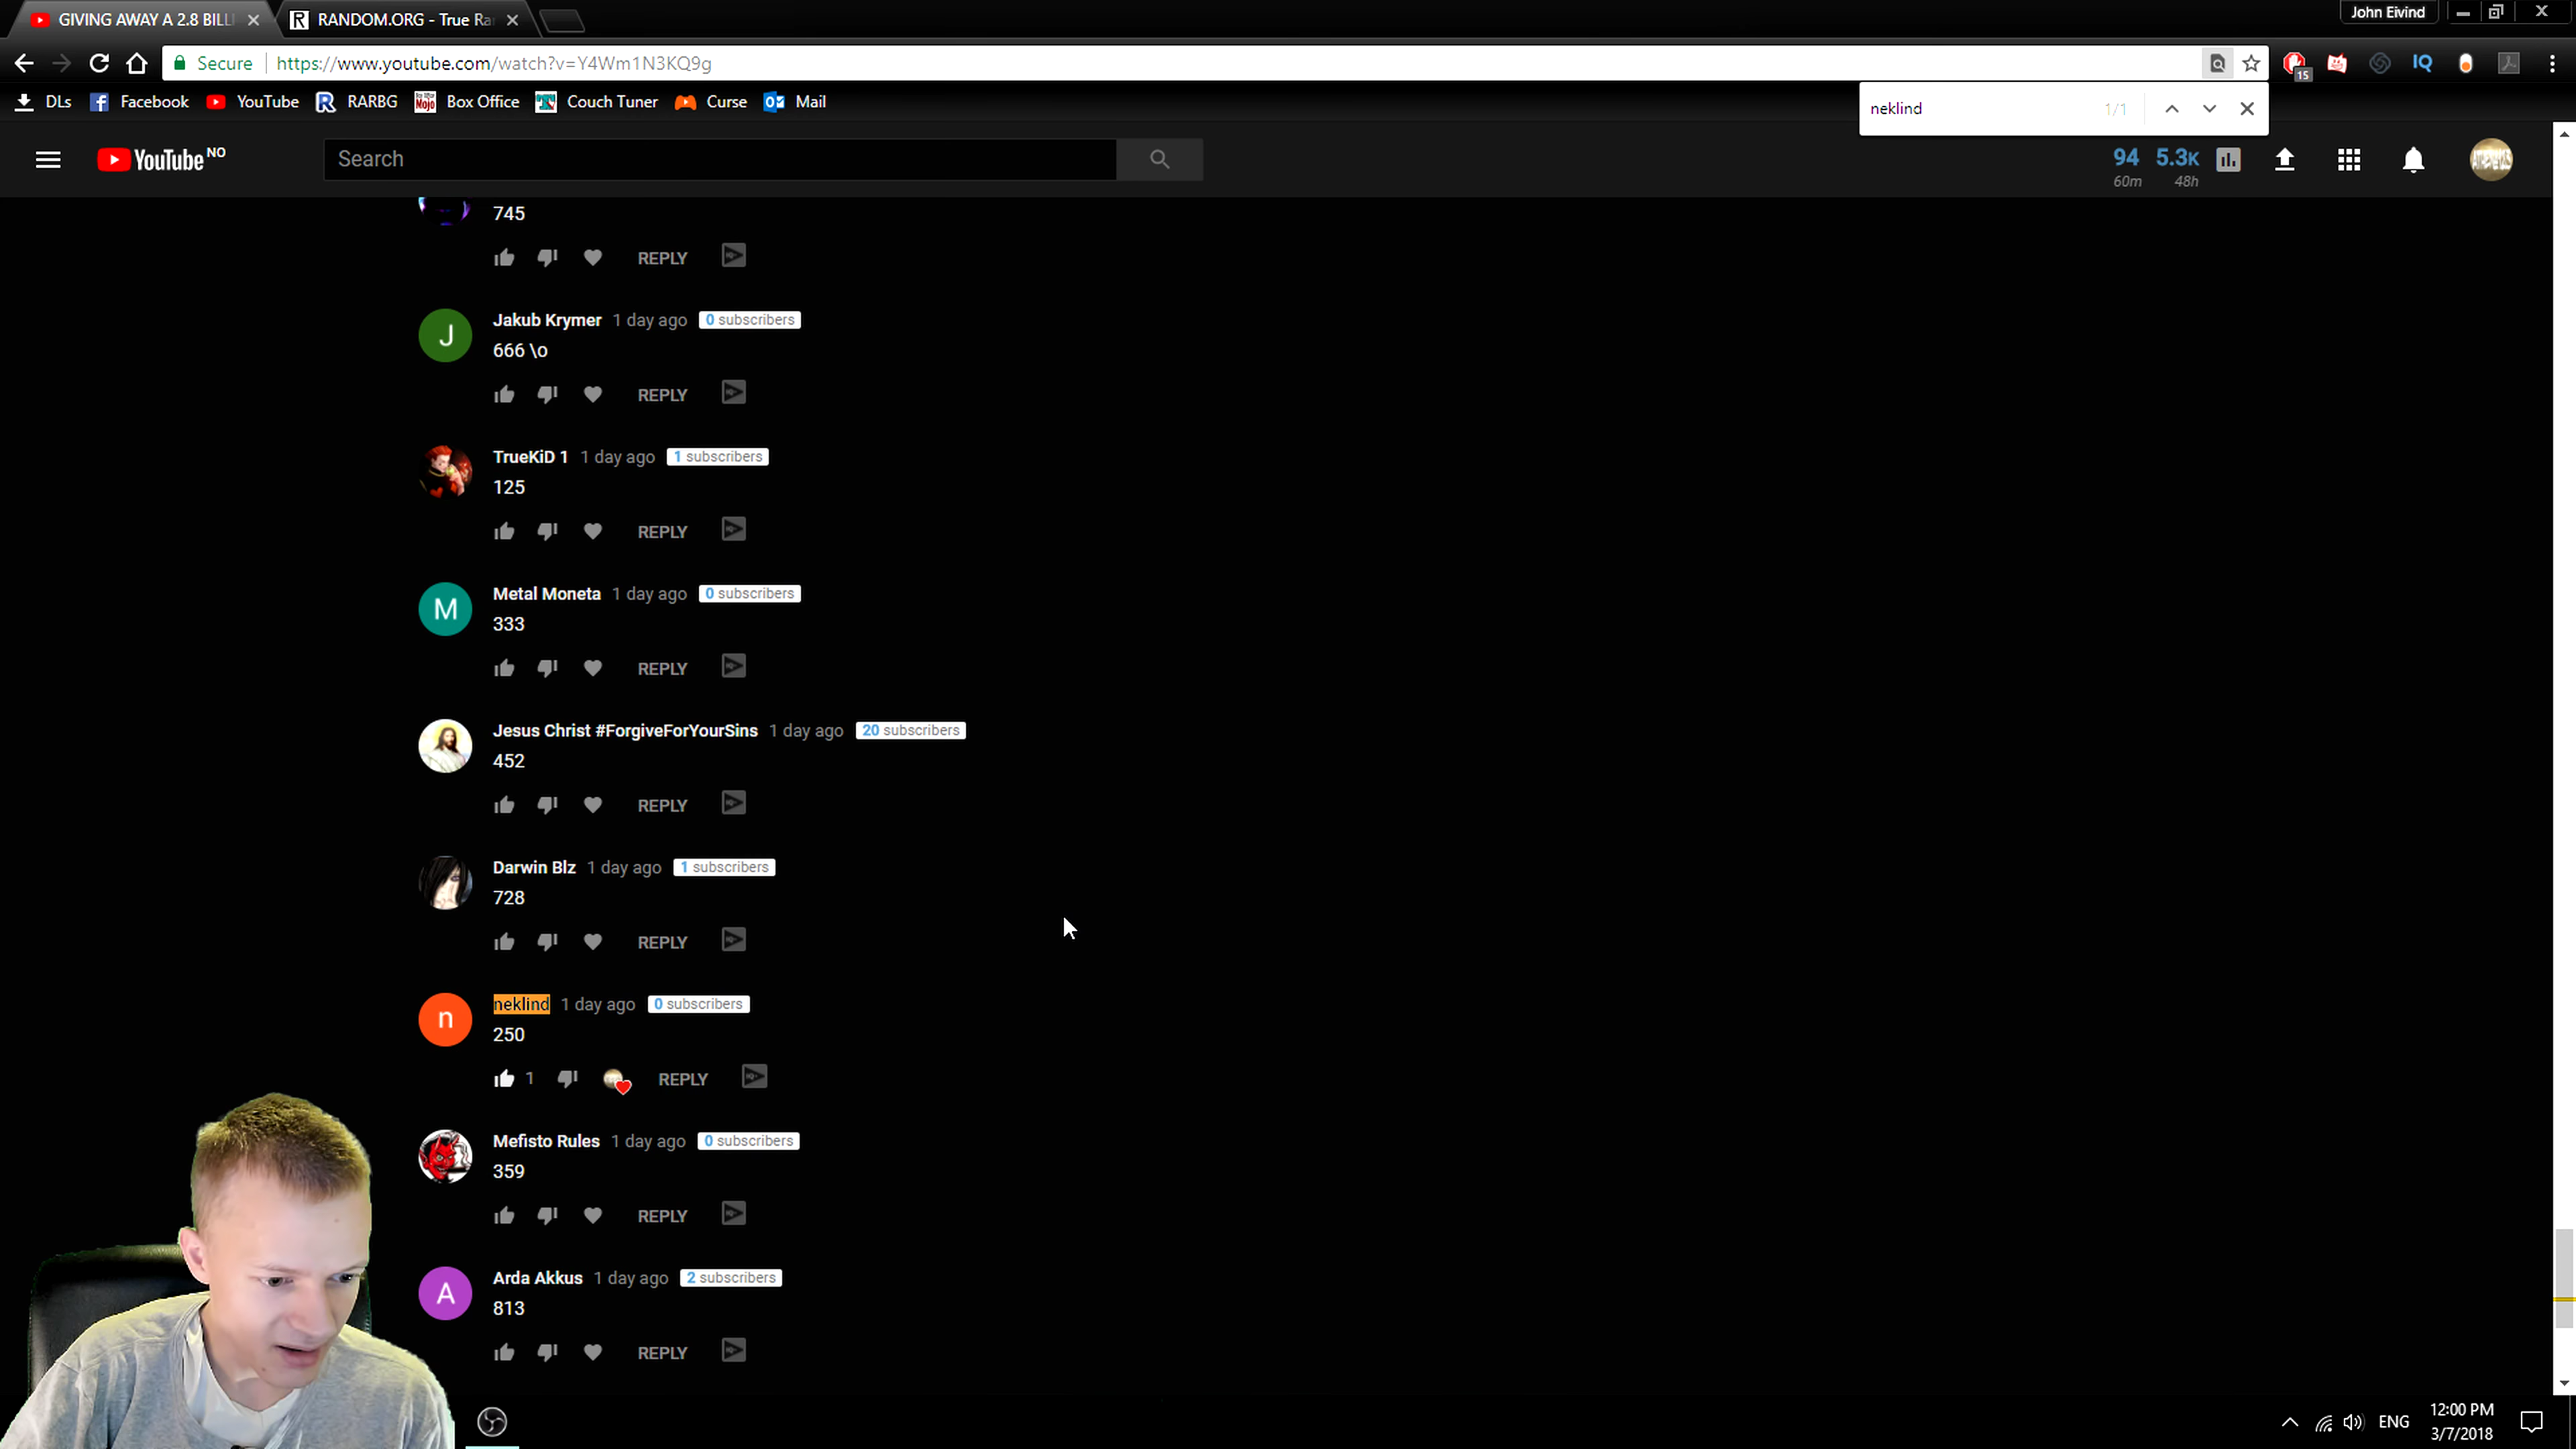 GIVING AWAY A 2.8 BILLI
RANDOM.ORG - True Ra
John Eivind
Secure
https://www.youtube.com/watch?v=Y4Wm1N3KQ9g
15
IQ
DLs
Facebook
YouTube
RARBG
Box Office
Couch Tuner
Curse
Mail
neklind
1/1
YouTube NO
Search
94
60m
5.3K
48h
745
REPLY
J
Jakub Krymer 1 day ago 0 subscribers
666 \o
REPLY
TrueKiD 1 1 day ago 1 subscribers
125
REPLY
M
Metal Moneta 1 day ago 0 subscribers
333
REPLY
Jesus Christ #ForgiveForYourSins 1 day ago 20 subscribers
452
REPLY
Darwin Blz 1 day ago 1 subscribers
728
REPLY
n
neklind 1 day ago 0 subscribers
250
1 REPLY
Mefisto Rules 1 day ago 0 subscribers
359
REPLY
A
Arda Akkus 1 day ago 2 subscribers
813
REPLY
ENG
12:00 PM
3/7/2018